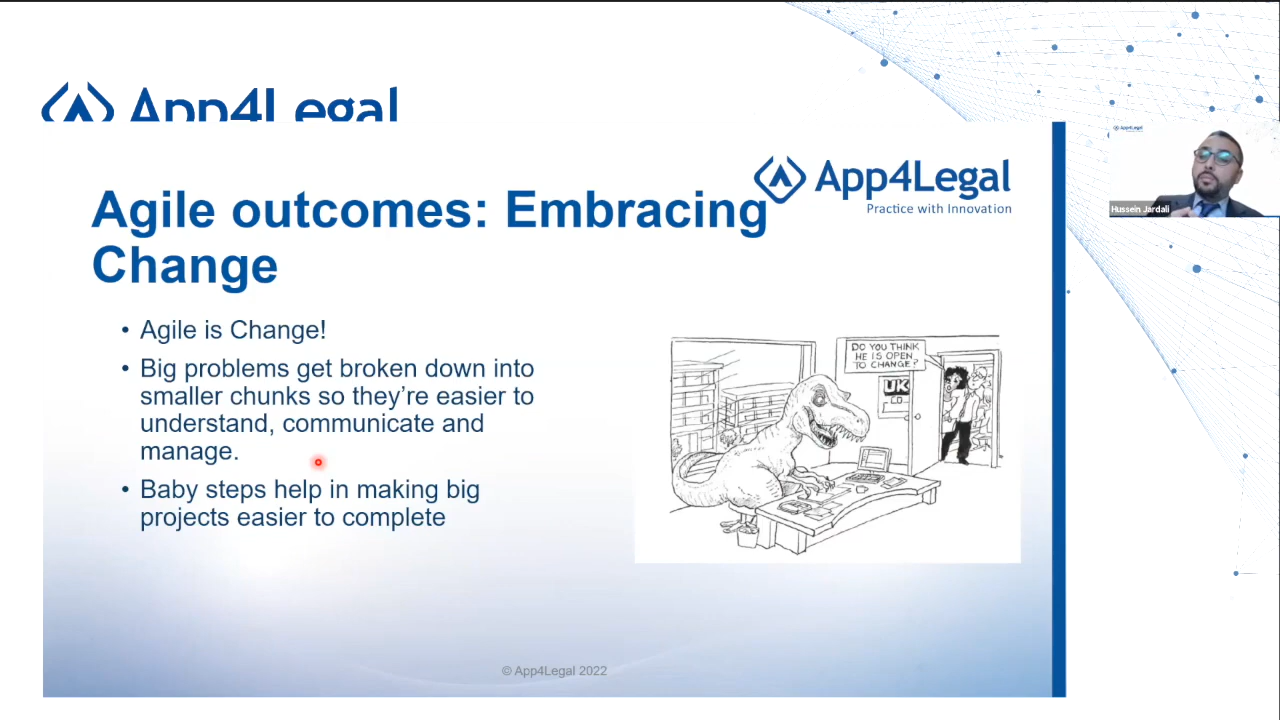 App4Legal
App4Legal
Practice with Innovation
Agile outcomes: Embracing
Change
• Agile is Change!
• Big problems get broken down into
smaller chunks so they’re easier to
understand, communicate and
manage.
• Baby steps help in making big
projects easier to complete
DO YOU THINK
HE IS OPEN
TO CHANGE?
UK
CO
© App4Legal 2022
App4Legal
Hussein Jardali